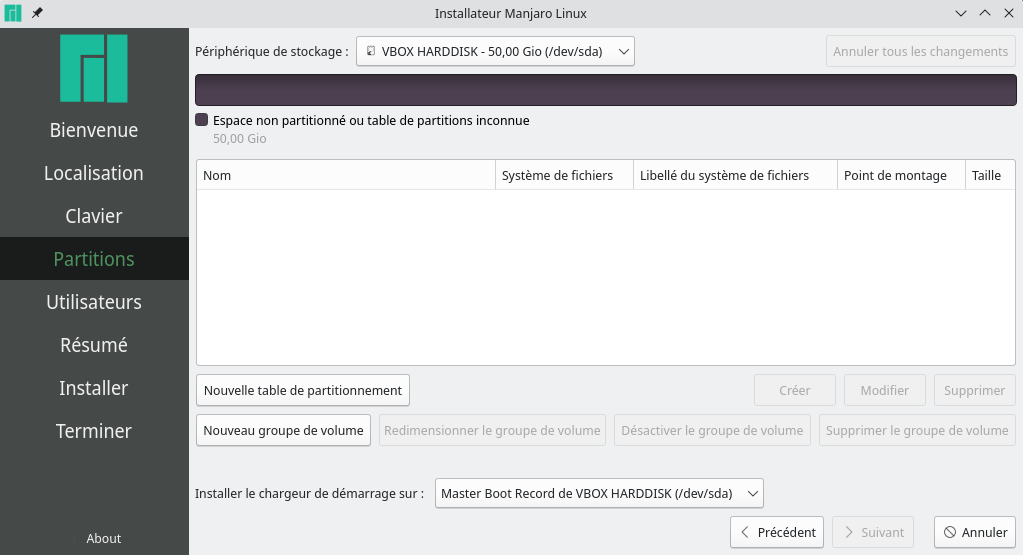 Installateur Manjaro Linux
Bienvenue
Localisation
Clavier
Partitions
Utilisateurs
Résumé
Installer
Terminer
About
Périphérique de stockage : VBOX HARDDISK - 50,00 Gio (/dev/sda) Annuler tous les changements
Espace non partitionné ou table de partitions inconnue
50,00 Gio
Nom Système de fichiers Libellé du système de fichiers Point de montage Taille
Nouvelle table de partitionnement Créer Modifier Supprimer
Nouveau groupe de volume Redimensionner le groupe de volume Désactiver le groupe de volume Supprimer le groupe de volume
Installer le chargeur de démarrage sur : Master Boot Record de VBOX HARDDISK (/dev/sda)
Précédent Suivant Annuler